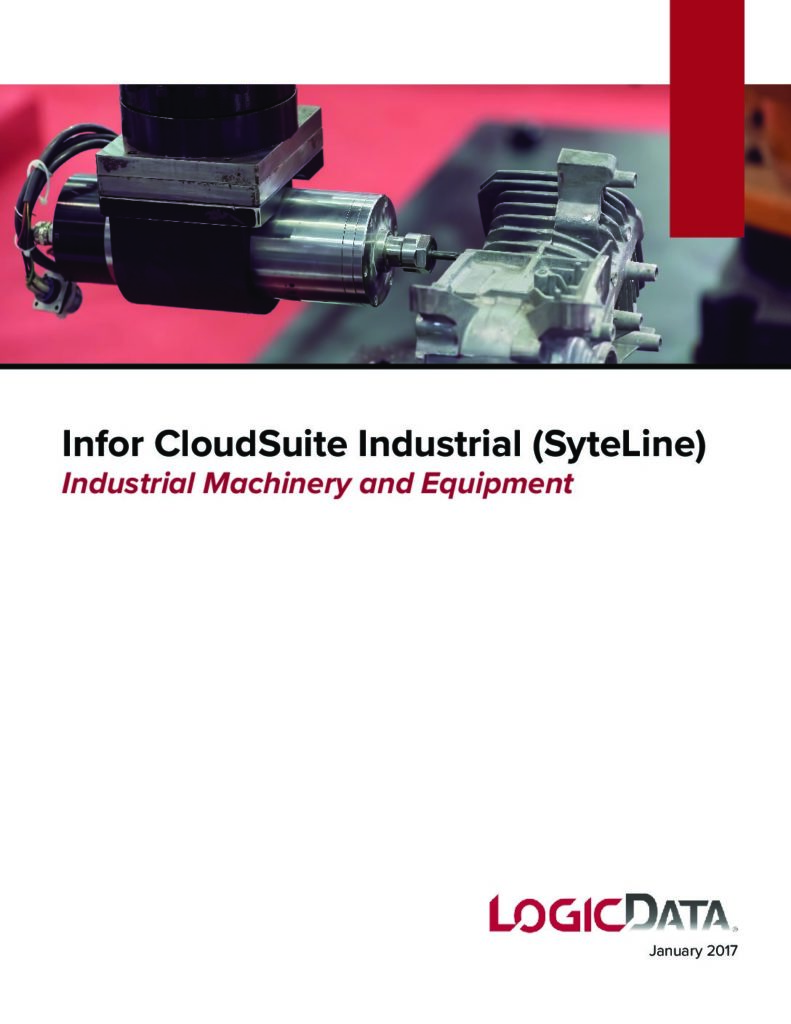 Infor CloudSuite Industrial (SyteLine)
Industrial Machinery and Equipment
LOGICDATA®
January 2017